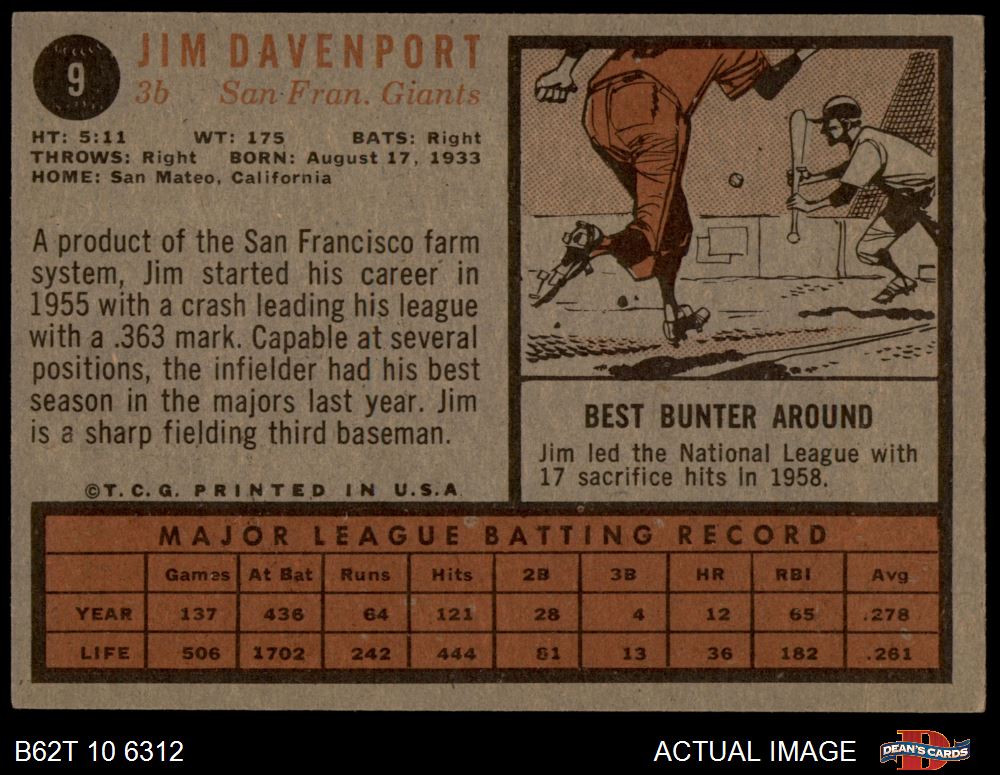 9
JIM DAVENPORT
3b San Fran. Giants
HT: 5:11 WT: 175 BATS: Right
THROWS: Right BORN: August 17, 1933
HOME: San Mateo, California
A product of the San Francisco farm
system, Jim started his career in
1955 with a crash leading his league
with a .363 mark. Capable at several
positions, the infielder had his best
season in the majors last year. Jim
is a sharp fielding third baseman.
©T.C.G. PRINTED IN U.S.A.
BEST BUNTER AROUND
Jim led the National League with
17 sacrifice hits in 1958.
MAJOR LEAGUE BATTING RECORD
Games At Bat Runs Hits 2B 3B HR RBI Avg
YEAR 137 436 64 121 28 4 12 65 .278
LIFE 506 1702 242 444 81 13 36 182 .261
B62T 10 6312
ACTUAL IMAGE
D
DEAN'S CARDS